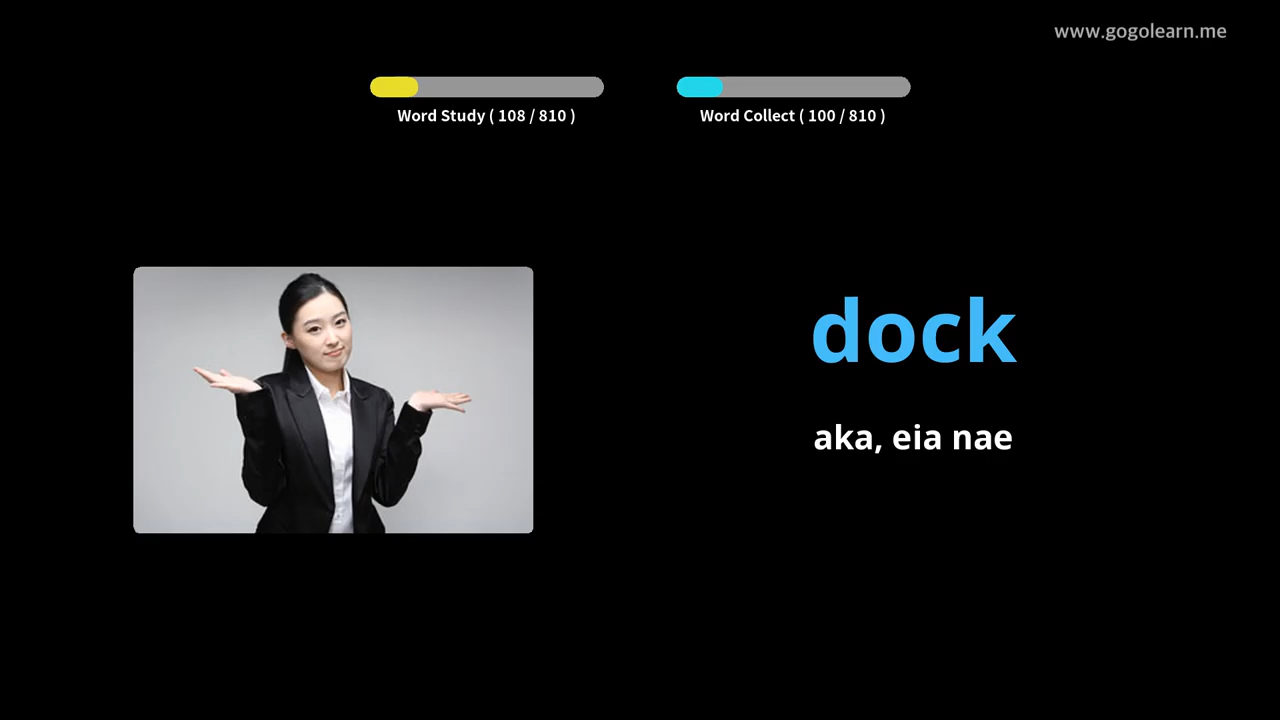 www.gogolearn.me
Word Study ( 108 / 810 )
Word Collect ( 100 / 810 )
dock
aka, eia nae